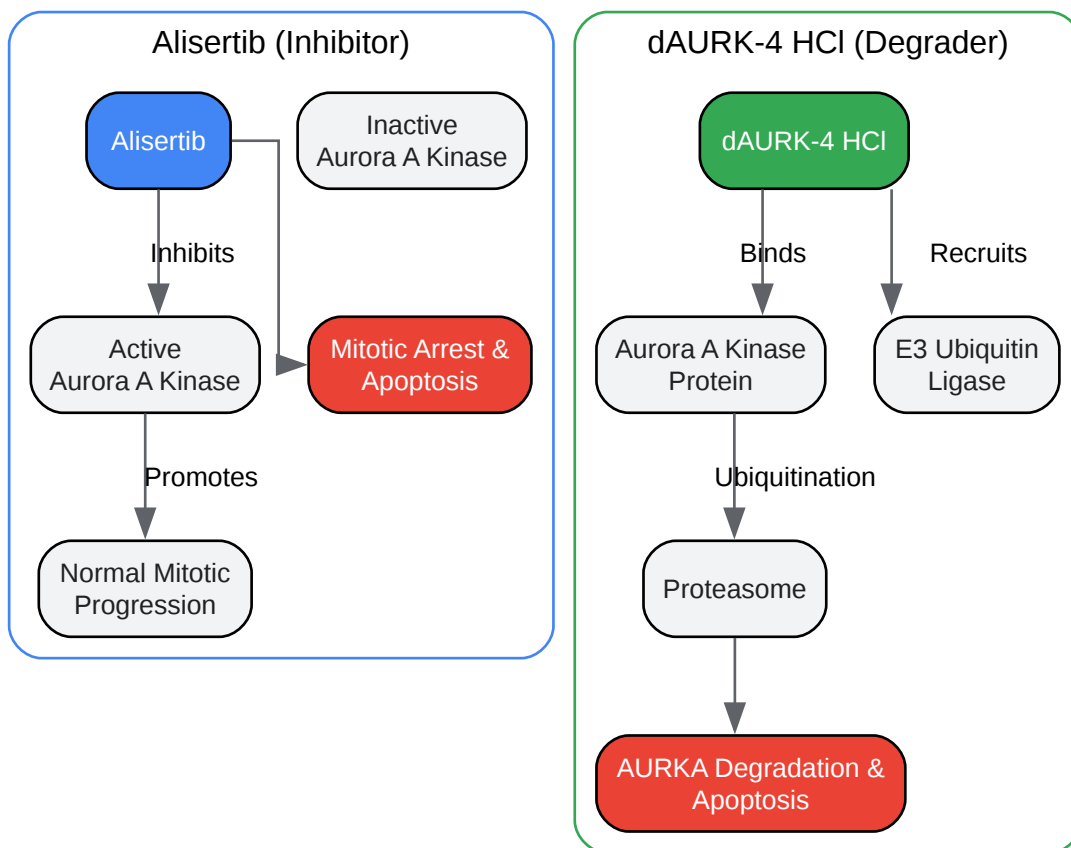 Alisertib (Inhibitor)
Alisertib
Inactive
Aurora A Kinase
Inhibits
Active
Aurora A Kinase
Mitotic Arrest &
Apoptosis
Promotes
Normal Mitotic
Progression
dAURK-4 HCl (Degrader)
dAURK-4 HCl
Binds
Recruits
Aurora A Kinase
Protein
E3 Ubiquitin
Ligase
Ubiquitination
Proteasome
AURKA Degradation &
Apoptosis